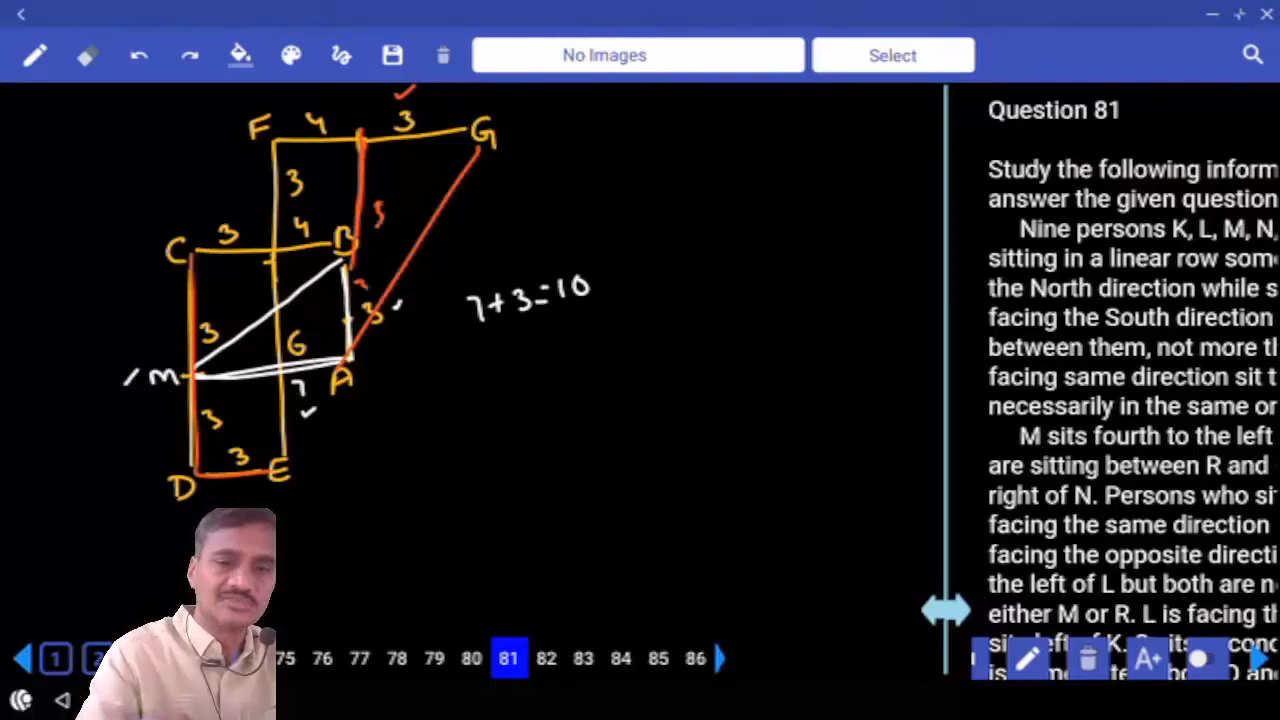 No Images
Select
F 4 3 G
3
C 3 4 B
3 6 3
7+3=10
M 7 A
3
3
D E
Question 81
Study the following inform
answer the given question
Nine persons K, L, M, N,
sitting in a linear row som
the North direction while s
facing the South direction
between them, not more th
facing same direction sit t
necessarily in the same or
M sits fourth to the left
are sitting between R and
right of N. Persons who si
facing the same direction
facing the opposite directi
the left of L but both are n
either M or R. L is facing th
75 76 77 78 79 80 81 82 83 84 85 86
1
A+